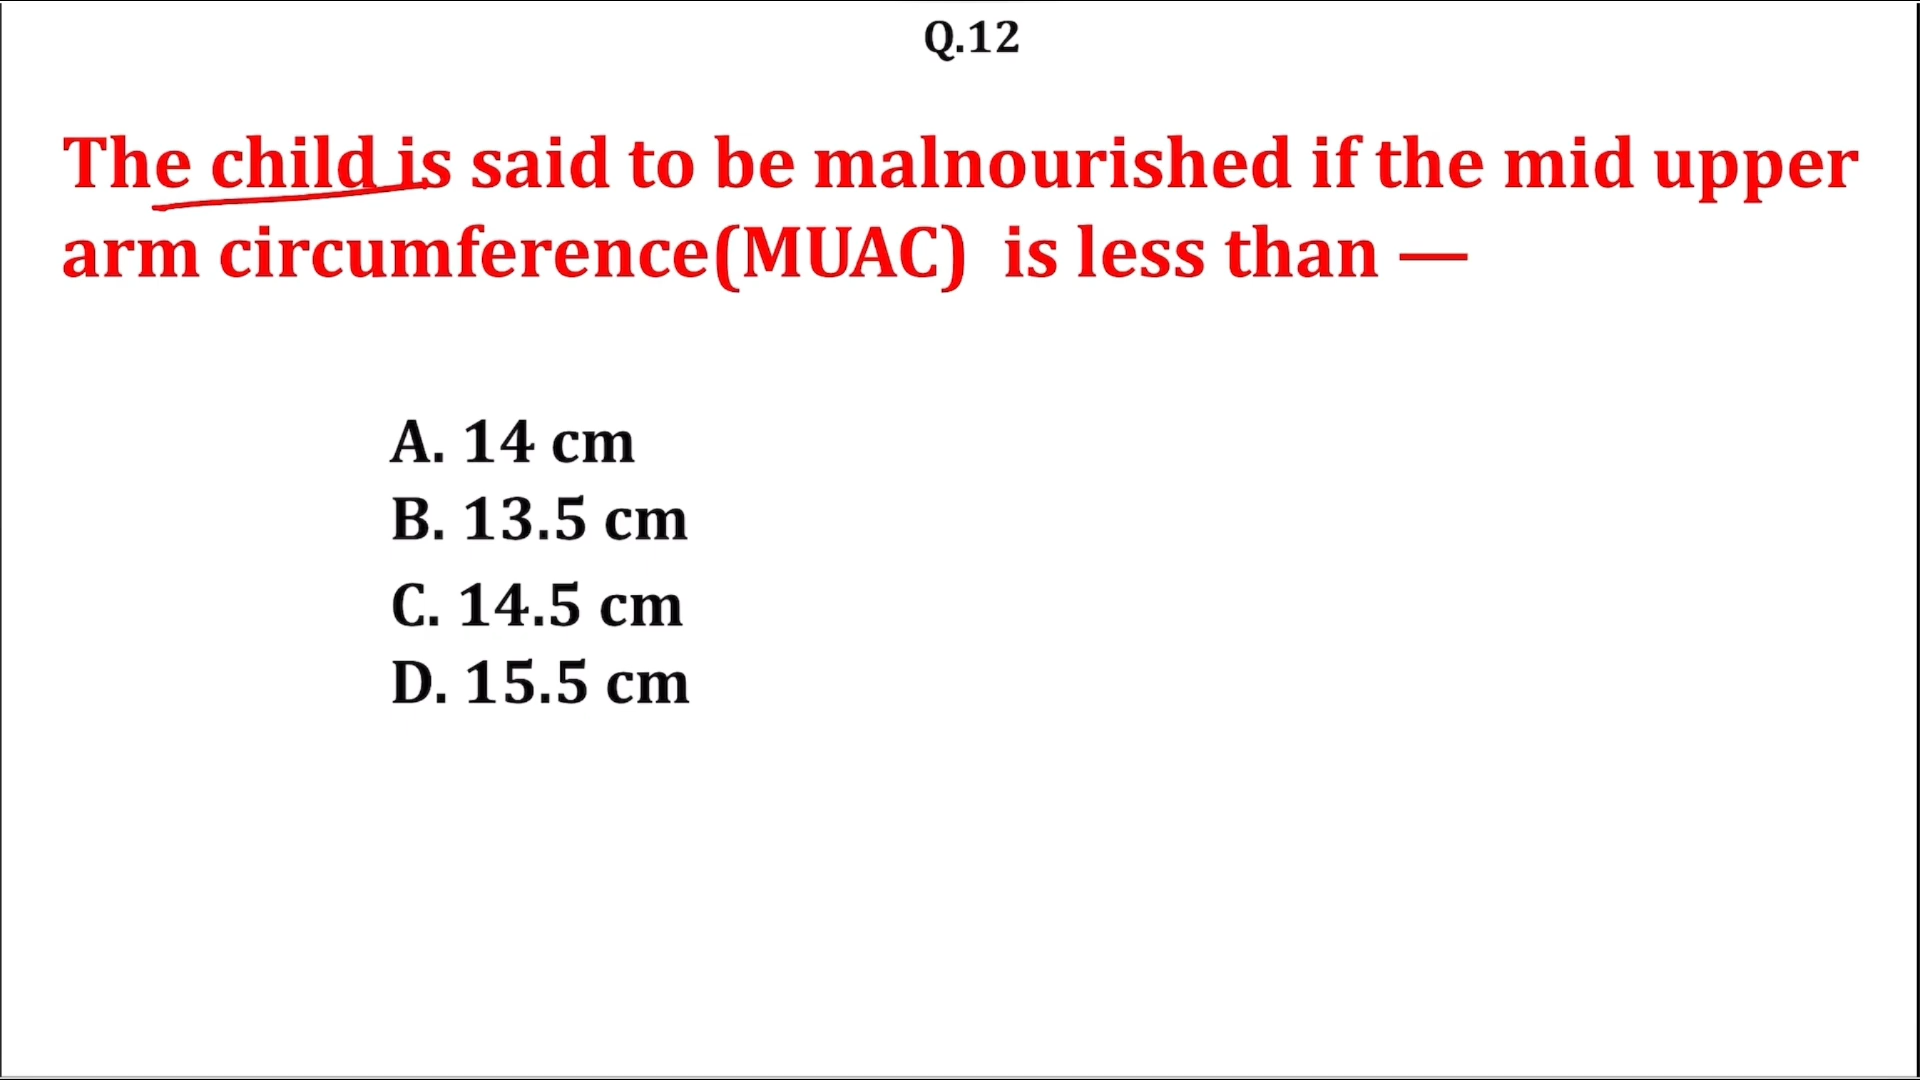 Q.12
The child is said to be malnourished if the mid upper
arm circumference(MUAC) is less than —
A. 14 cm
B. 13.5 cm
C. 14.5 cm
D. 15.5 cm